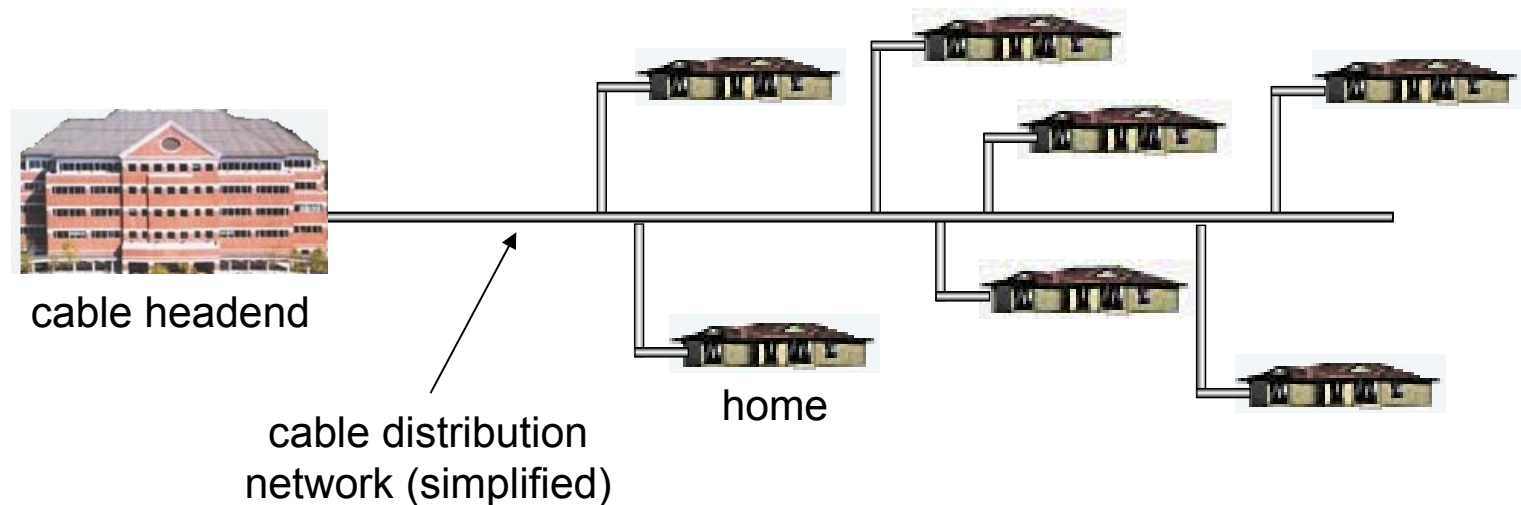 cable headend
home
cable distribution
network (simplified)